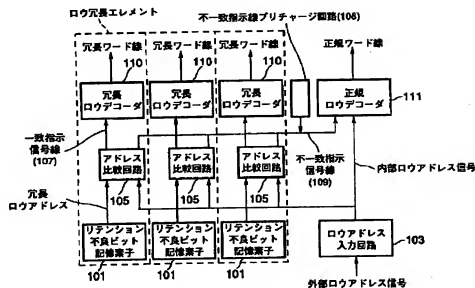 ロウ冗長エレメント
不一致指示線プリチャージ回路(106)
冗長ワード線 冗長ワード線 冗長ワード線 正規ワード線
110 110 110
冗長
ロウデコーダ
冗長
ロウデコーダ
冗長
ロウデコーダ
正規
ロウデコーダ
111
一致指示
信号線
(107)
アドレス
比較回路
アドレス
比較回路
アドレス
比較回路
105 105 105
不一致指示
信号線
(109)
内部ロウアドレス信号
冗長
ロウアドレス
リテンション
不良ビット
記憶素子
リテンション
不良ビット
記憶素子
リテンション
不良ビット
記憶素子
101 101 101
ロウアドレス
入力回路
103
外部ロウアドレス信号